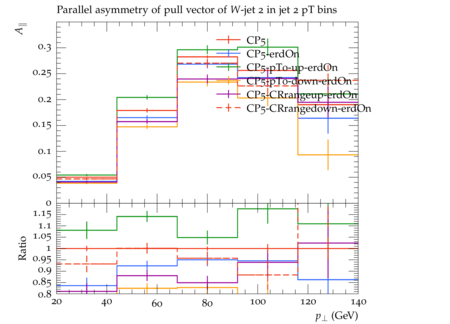 Parallel asymmetry of pull vector of W-jet 2 in jet 2 pT bins
A∥
0.3
0.25
0.2
0.15
0.1
0.05
0
CP5
CP5-erdOn
CP5-pTo-up-erdOn
CP5-pTo-down-erdOn
CP5-CRrangeup-erdOn
CP5-CRrangedown-erdOn
Ratio
1.15
1.1
1.05
1
0.95
0.9
0.85
0.8
20 40 60 80 100 120 140
p⊥ (GeV)